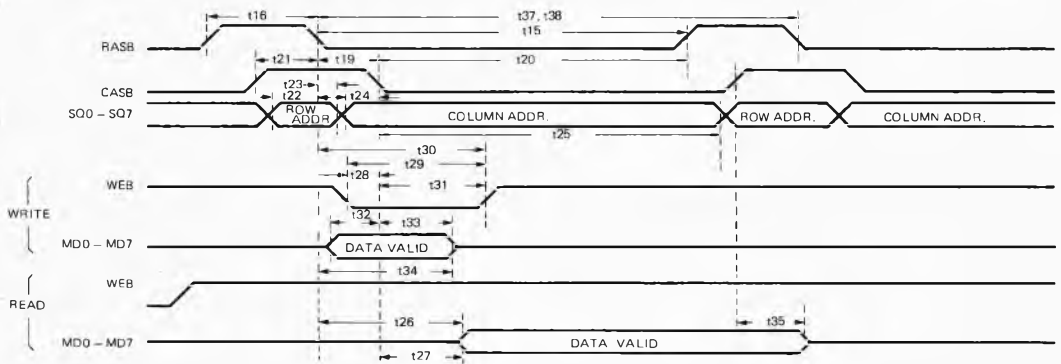 t16
t37, t38
t15
RASB
t21
t19
t20
CASB
t23
t22
t24
SQ0 – SQ7
ROW ADDR.
COLUMN ADDR.
ROW ADDR.
COLUMN ADDR.
t25
t30
t29
t28
t31
WEB
WRITE
t32
t33
MD0 – MD7
DATA VALID
t34
WEB
READ
t26
t35
MD0 – MD7
DATA VALID
t27